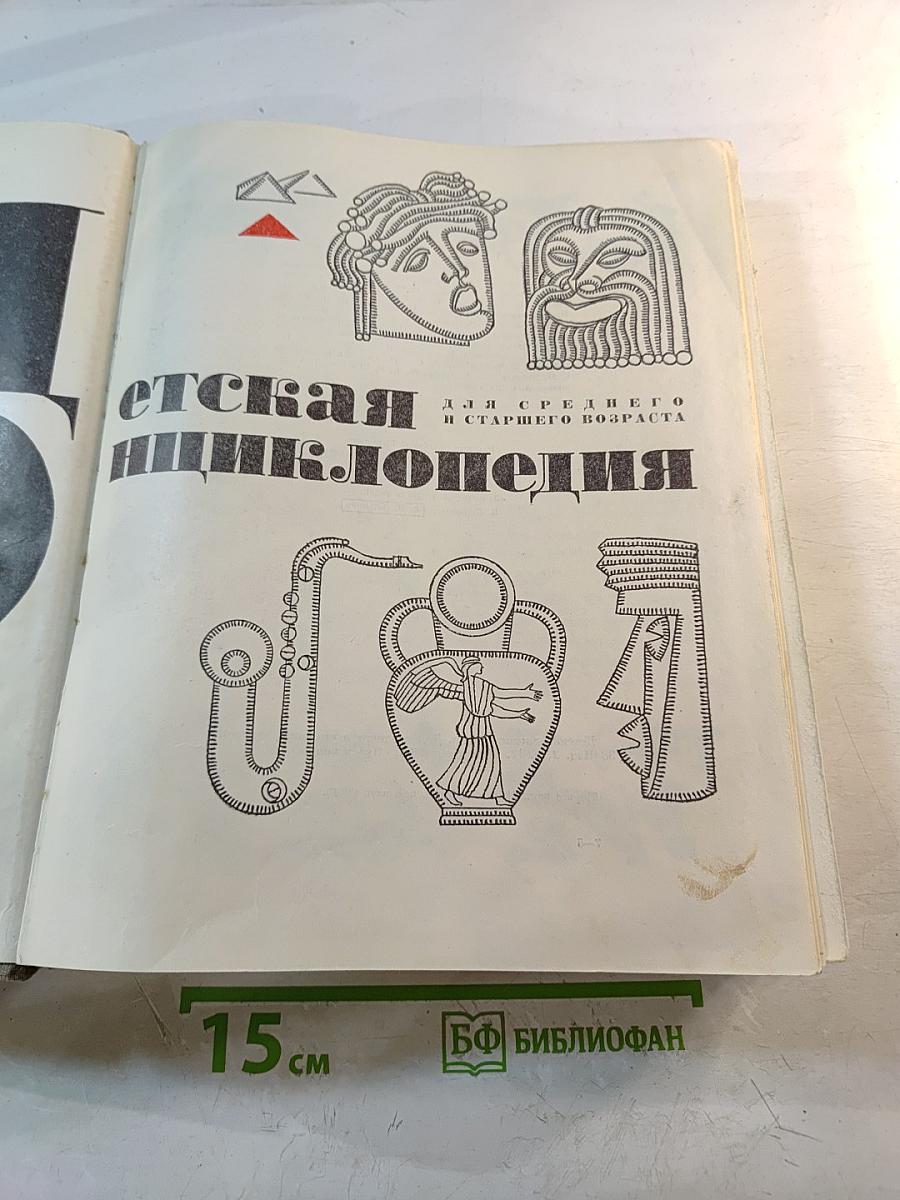 етская
для среднего
и старшего возраста
нциклопедия
15 см
БФ БИБЛИОФАН